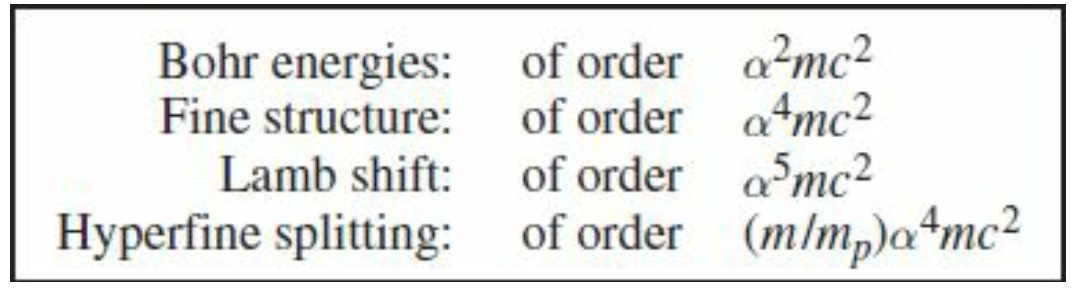 Bohr energies: of order α²mc²
Fine structure: of order α⁴mc²
Lamb shift: of order α⁵mc²
Hyperfine splitting: of order (m/mₚ)α⁴mc²